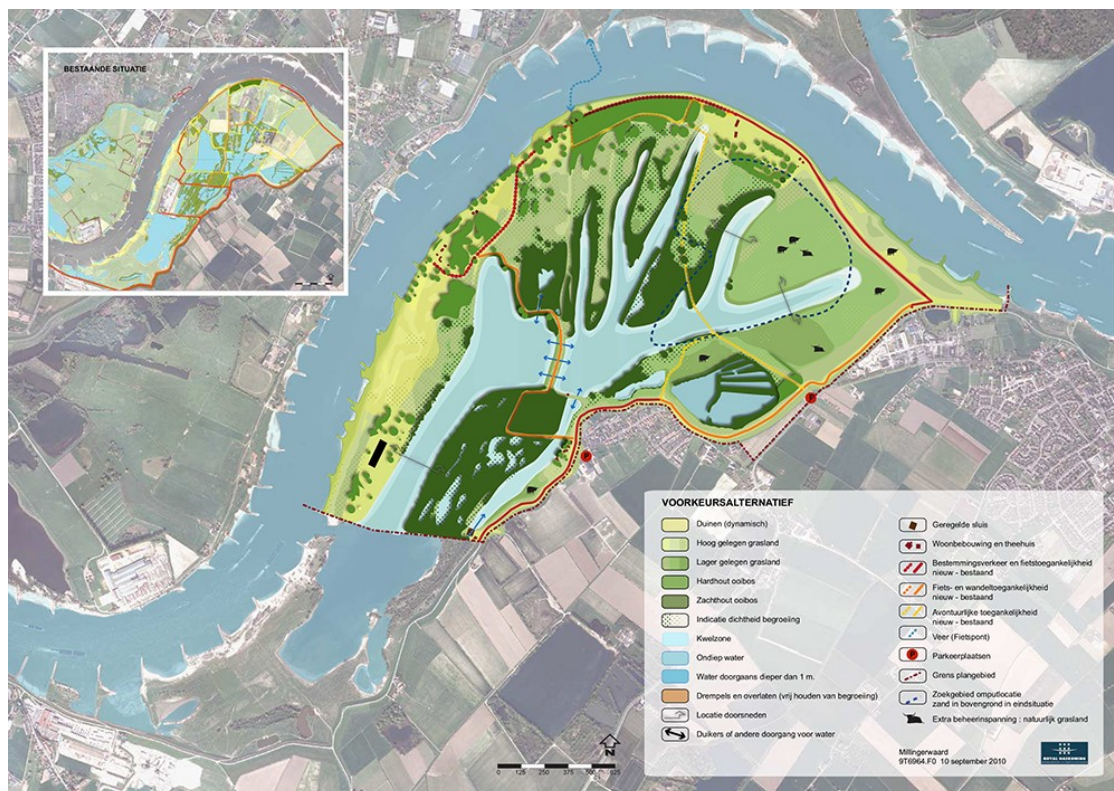 BESTAANDE SITUATIE
P
P
VOORKEURSALTERNATIEF
Duinen (dynamisch)
Hoog gelegen grasland
Lager gelegen grasland
Hardhout ooibos
Zachthout ooibos
Indicatie dichtheid begroeiing
Kwelzone
Ondiep water
Water doorgaans dieper dan 1 m.
Drempels en overlaten (vrij houden van begroeiing)
Locatie doorsneden
Duikers of andere doorgang voor water
Geregelde sluis
Woonbebouwing en theehuis
Bestemmingsverkeer en fietstoegankelijkheid
nieuw - bestaand
Fiets- en wandeltoegankelijkheid
nieuw - bestaand
Avontuurlijke toegankelijkheid
nieuw - bestaand
Veer (Fietspont)
P Parkeerplaatsen
Grens plangebied
Zoekgebied omputlocatie
zand in bovengrond in eindsituatie
Extra beheerinspanning : natuurlijk grasland
N
0 125 250 375 500 625
Millingerwaard
9T6964.F0 10 september 2010
ROYAL HASKONING